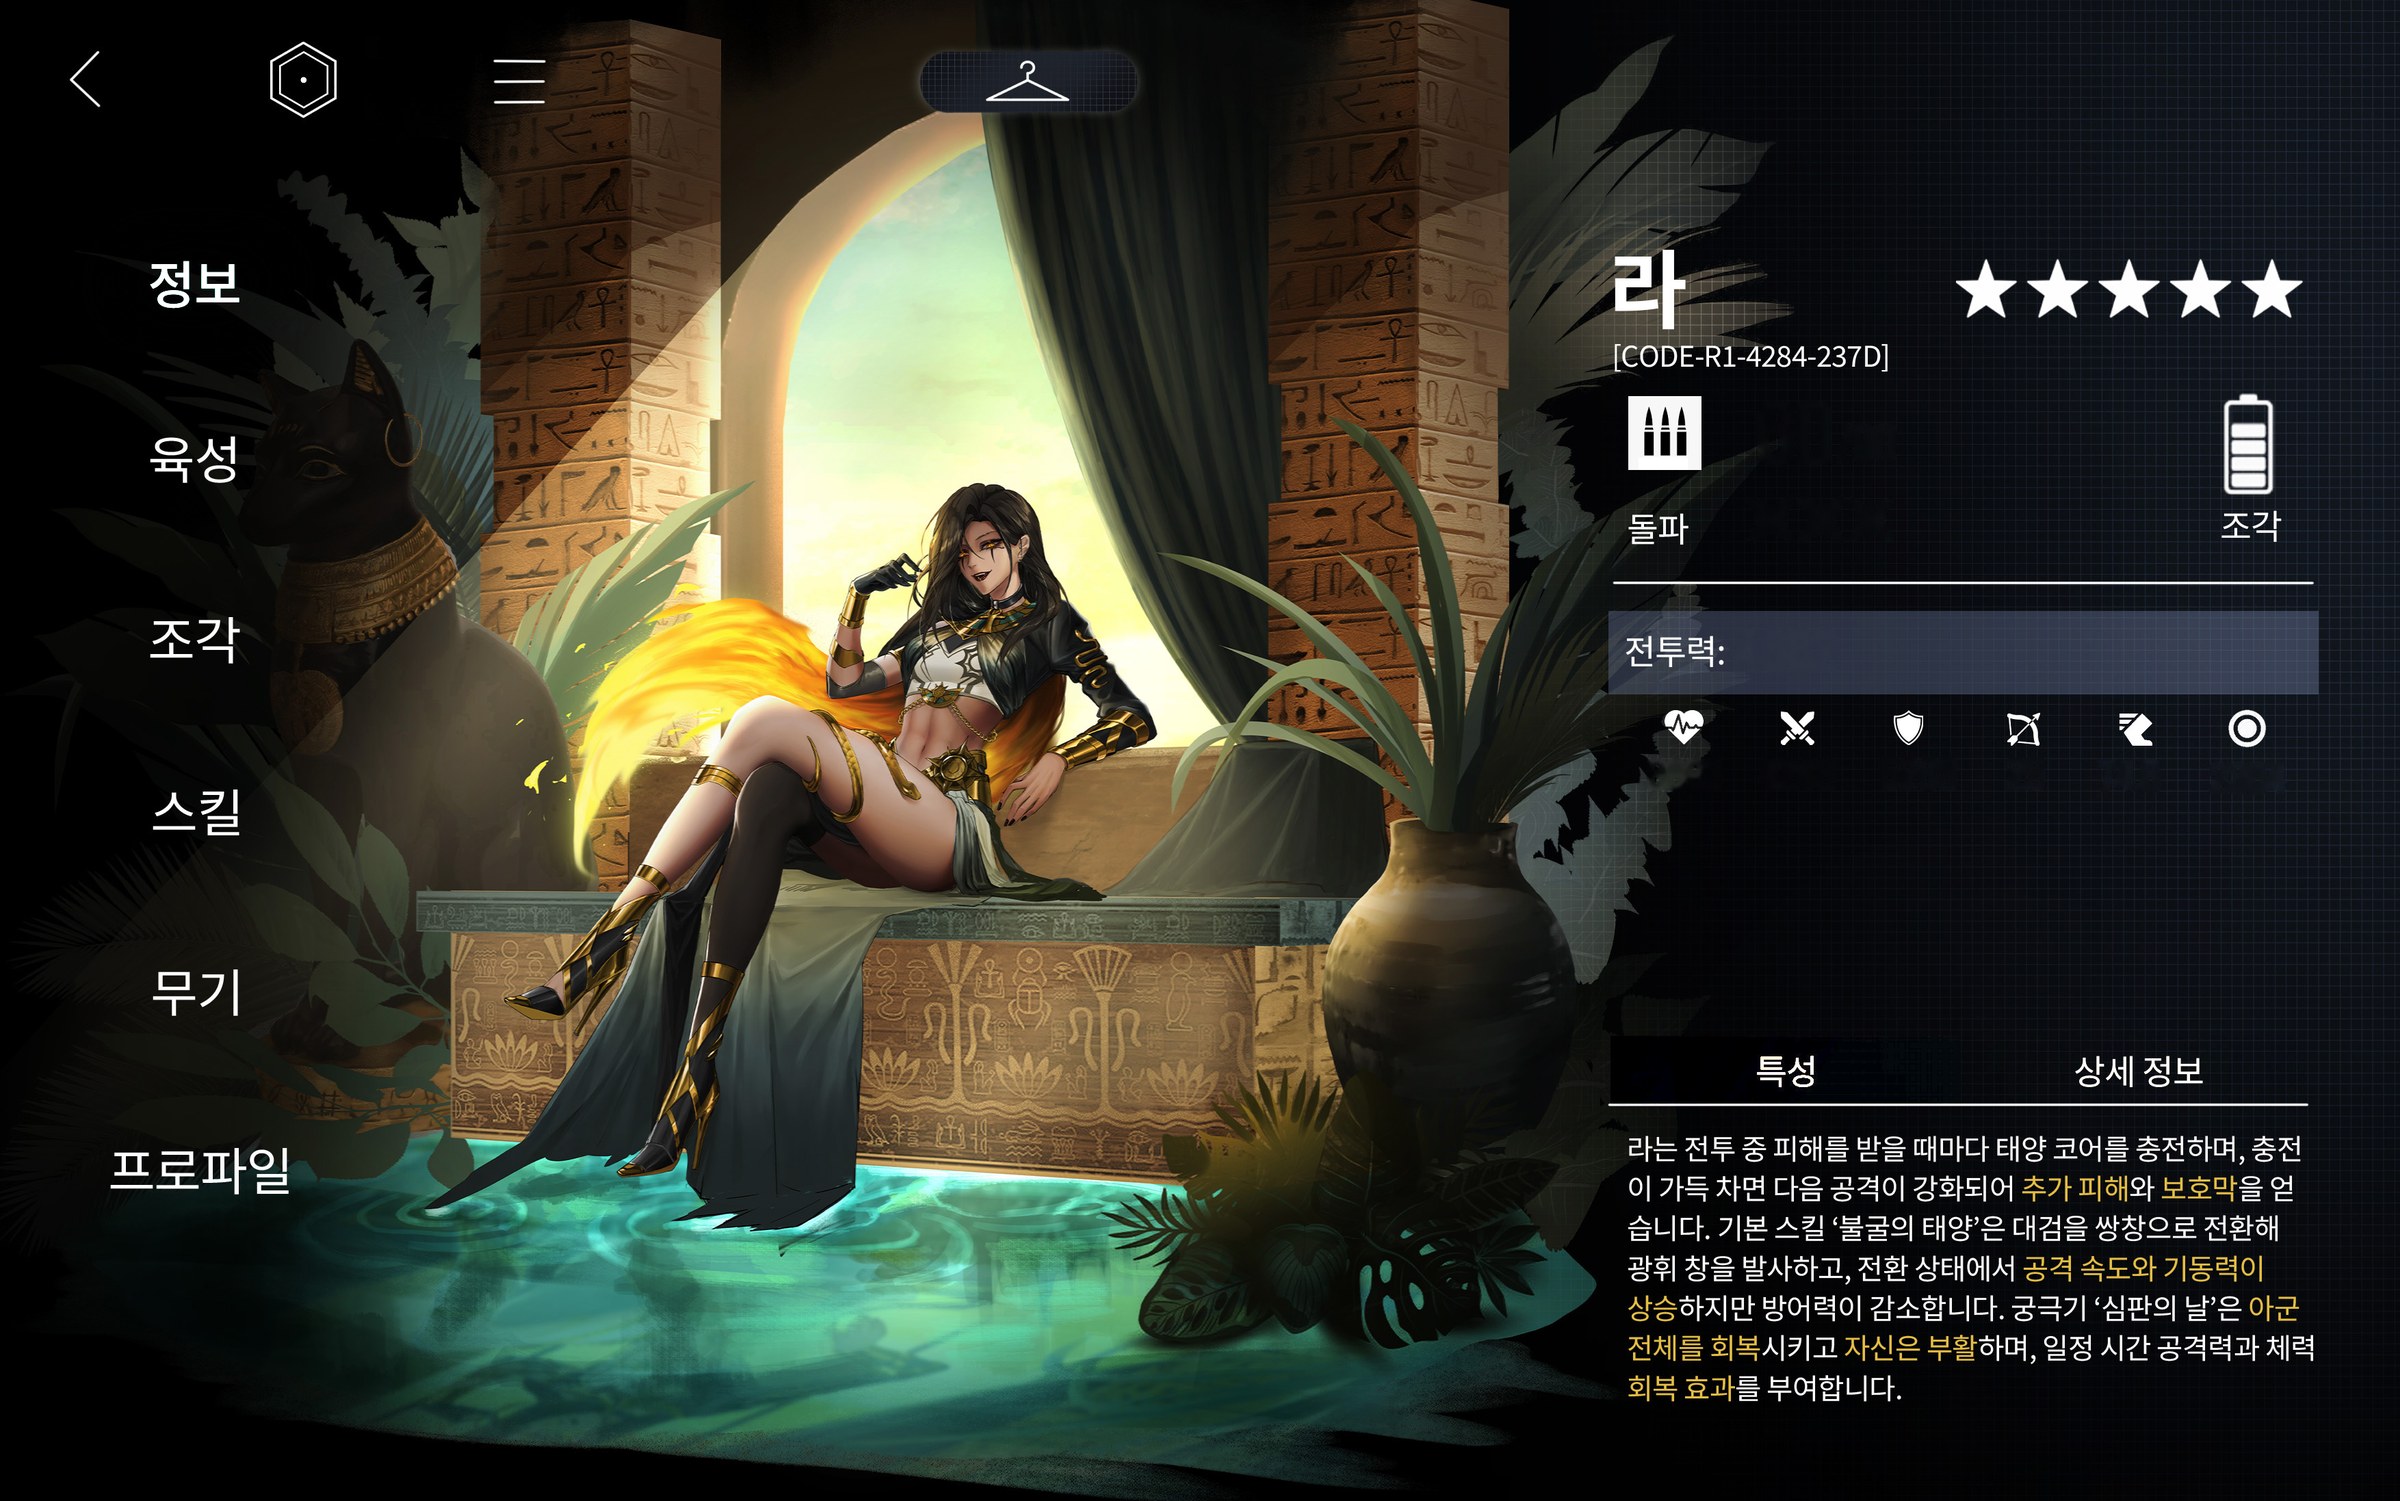 정보
육성
조각
스킬
무기
프로파일
라
[CODE-R1-4284-237D]
돌파
조각
전투력:
특성
상세 정보
라는 전투 중 피해를 받을 때마다 태양 코어를 충전하며, 충전
이 가득 차면 다음 공격이 강화되어 추가 피해와 보호막을 얻
습니다. 기본 스킬 ‘불굴의 태양’은 대검을 쌍창으로 전환해
광휘 창을 발사하고, 전환 상태에서 공격 속도와 기동력이
상승하지만 방어력이 감소합니다. 궁극기 ‘심판의 날’은 아군
전체를 회복시키고 자신은 부활하며, 일정 시간 공격력과 체력
회복 효과를 부여합니다.